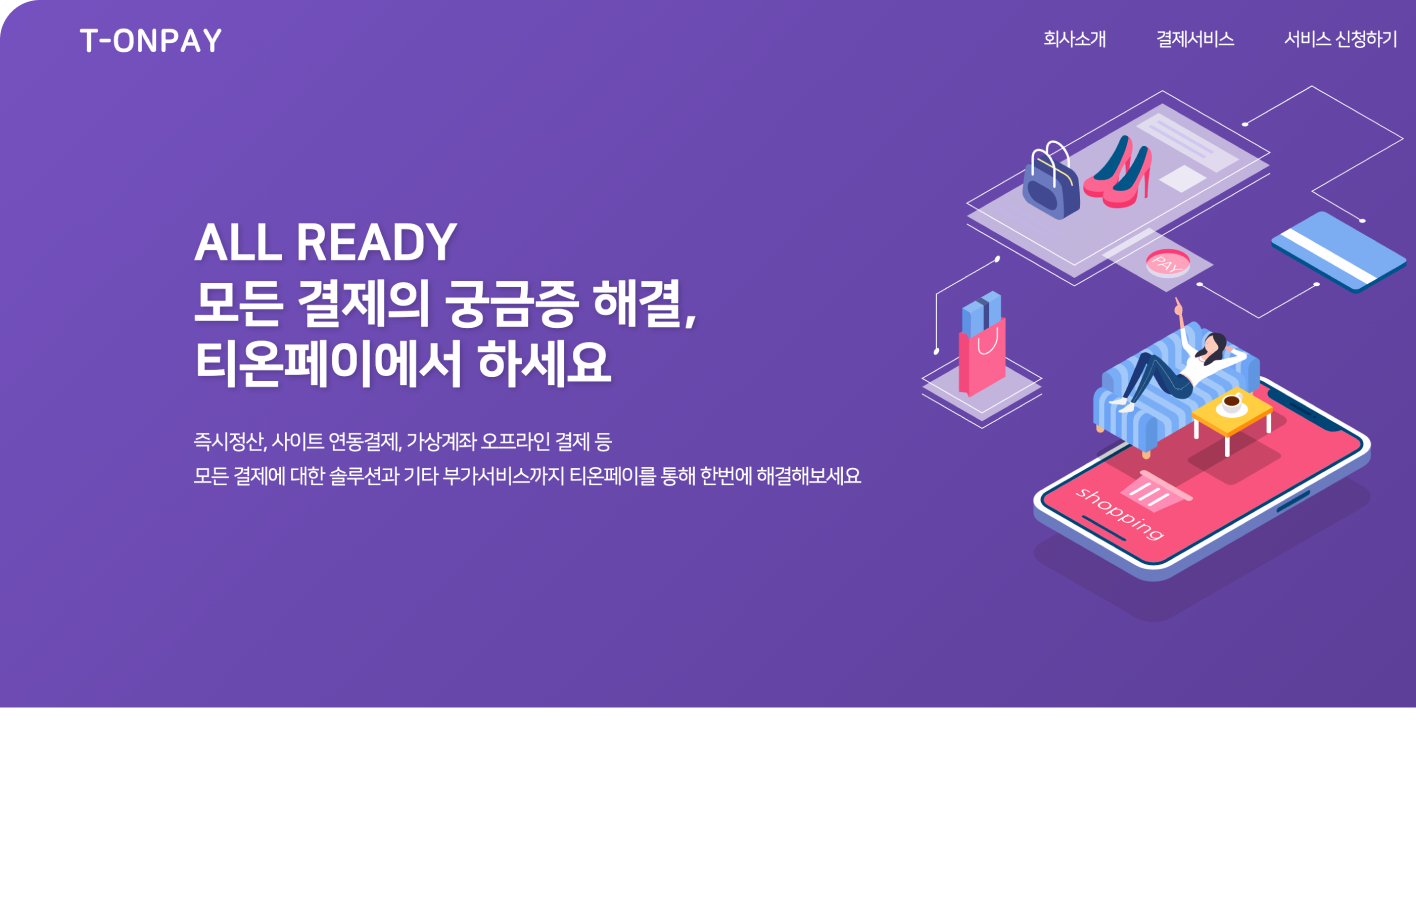 T-ONPAY
회사소개
결제서비스
서비스 신청하기
ALL READY
모든 결제의 궁금증 해결,
티온페이에서 하세요
즉시정산, 사이트 연동결제, 가상계좌 오프라인 결제 등
모든 결제에 대한 솔루션과 기타 부가서비스까지 티온페이를 통해 한번에 해결해보세요
PAY
shopping